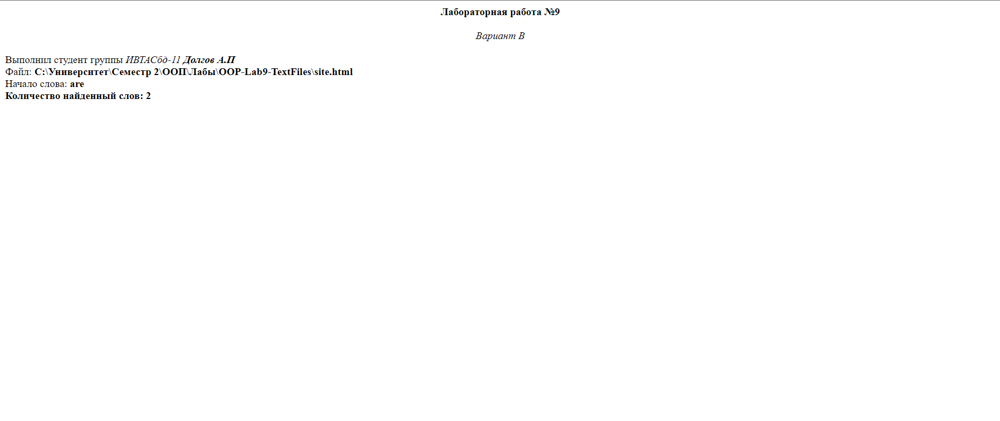 Лабораторная работа №9
Вариант В
Выполнил студент группы ИВТАСбд-11 Долгов А.П
Файл: C:\Университет\Семестр 2\ООП\Лабы\OOP-Lab9-TextFiles\site.html
Начало слова: are
Количество найденный слов: 2